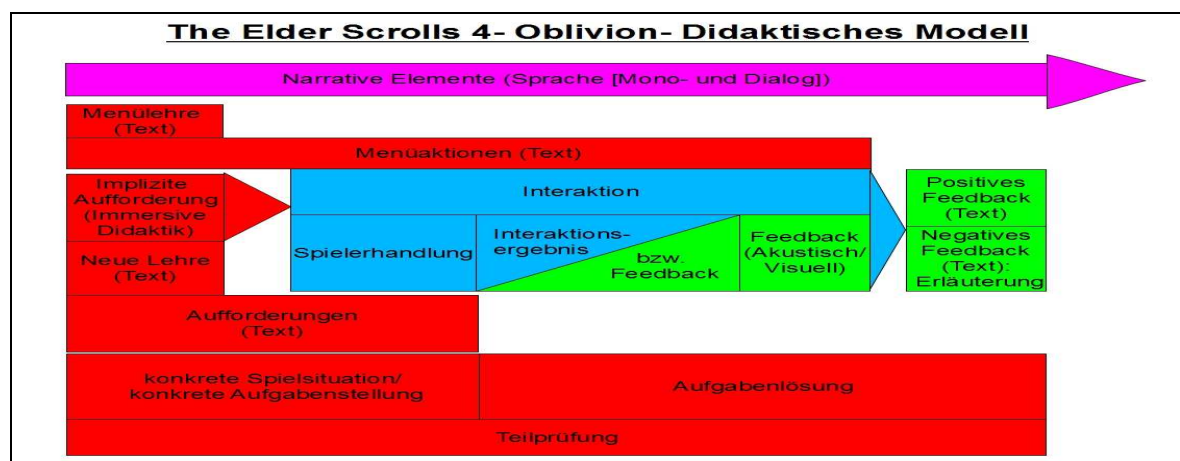 The Elder Scrolls 4- Oblivion- Didaktisches Modell
Narrative Elemente (Sprache [Mono- und Dialog])
Menülehre
(Text)
Menüaktionen (Text)
Implizite
Aufforderung
(Immersive
Didaktik)
Neue Lehre
(Text)
Interaktion
Spielerhandlung
Interaktions-
ergebnis
bzw.
Feedback
Feedback
(Akustisch/
Visuell)
Positives
Feedback
(Text)
Negatives
Feedback
(Text):
Erläuterung
Aufforderungen
(Text)
konkrete Spielsituation/
konkrete Aufgabenstellung
Aufgabenlösung
Teilprüfung